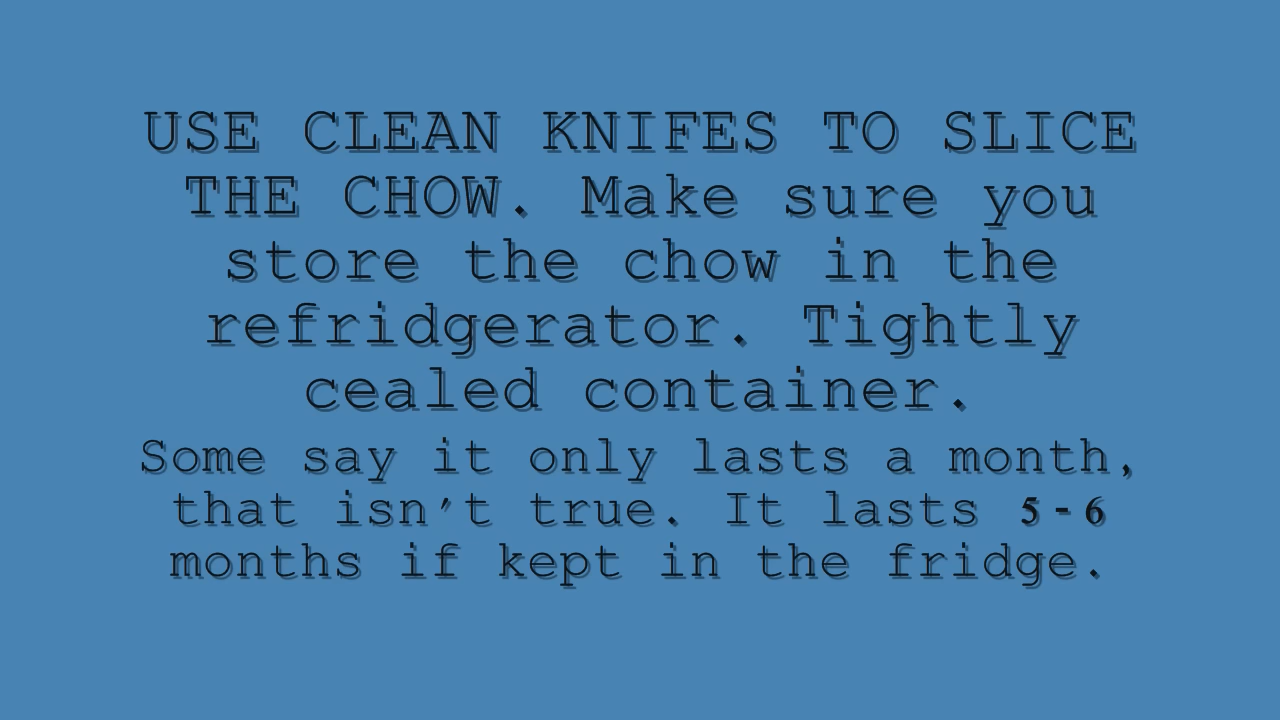 USE CLEAN KNIFES TO SLICE
THE CHOW. Make sure you
store the chow in the
refridgerator. Tightly
cealed container.
Some say it only lasts a month,
that isn’t true. It lasts 5-6
months if kept in the fridge.